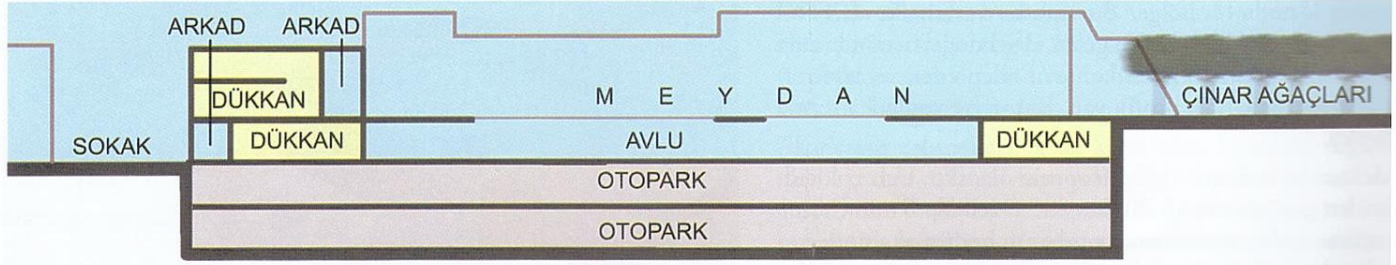 ARKAD ARKAD
DÜKKAN
M E Y D A N
ÇINAR AĞAÇLARI
SOKAK
DÜKKAN
AVLU
DÜKKAN
OTOPARK
OTOPARK